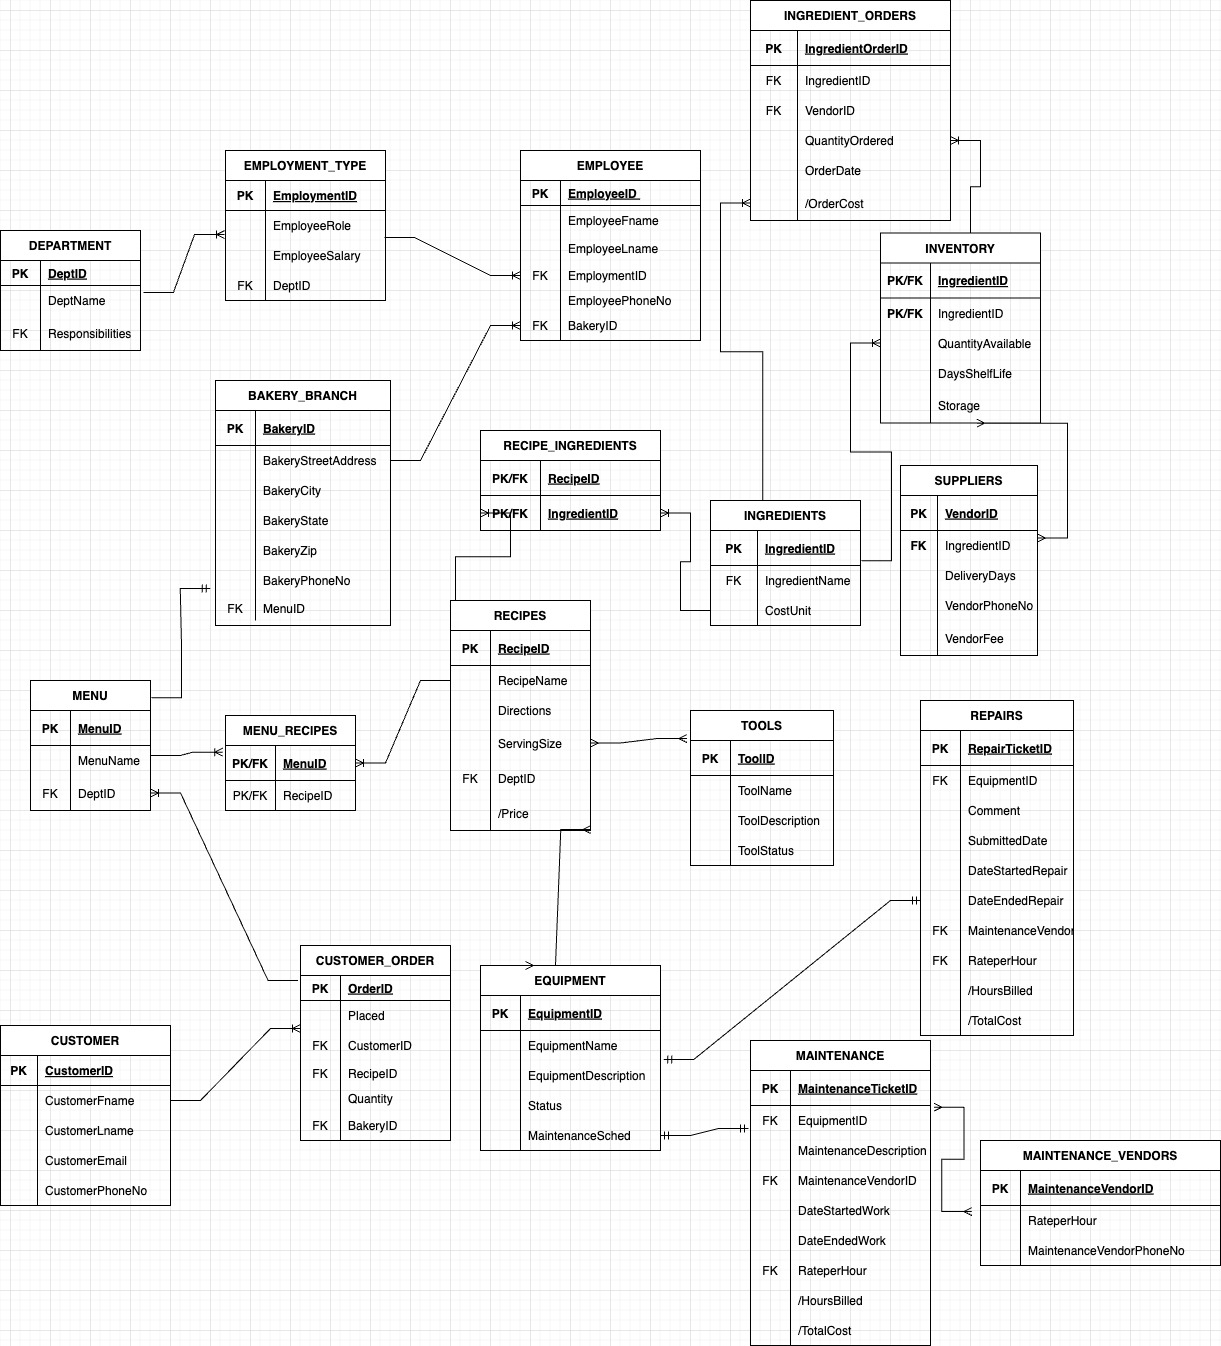 INGREDIENT_ORDERS
PK IngredientOrderID
FK IngredientID
FK VendorID
QuantityOrdered
OrderDate
/OrderCost
EMPLOYMENT_TYPE
PK EmploymentID
EmployeeRole
EmployeeSalary
FK DeptID
EMPLOYEE
PK EmployeeID
EmployeeFname
EmployeeLname
FK EmploymentID
EmployeePhoneNo
FK BakeryID
DEPARTMENT
PK DeptID
DeptName
FK Responsibilities
INVENTORY
PK/FK IngredientID
PK/FK IngredientID
QuantityAvailable
DaysShelfLife
Storage
BAKERY_BRANCH
PK BakeryID
BakeryStreetAddress
BakeryCity
BakeryState
BakeryZip
BakeryPhoneNo
FK MenuID
RECIPE_INGREDIENTS
PK/FK RecipeID
PK/FK IngredientID
INGREDIENTS
PK IngredientID
FK IngredientName
CostUnit
SUPPLIERS
PK VendorID
FK IngredientID
DeliveryDays
VendorPhoneNo
VendorFee
RECIPES
PK RecipeID
RecipeName
Directions
ServingSize
FK DeptID
/Price
MENU
PK MenuID
MenuName
FK DeptID
MENU_RECIPES
PK/FK MenuID
PK/FK RecipeID
TOOLS
PK ToolID
ToolName
ToolDescription
ToolStatus
REPAIRS
PK RepairTicketID
FK EquipmentID
Comment
SubmittedDate
DateStartedRepair
DateEndedRepair
FK MaintenanceVendor
FK RateperHour
/HoursBilled
/TotalCost
CUSTOMER_ORDER
PK OrderID
Placed
FK CustomerID
FK RecipeID
Quantity
FK BakeryID
EQUIPMENT
PK EquipmentID
EquipmentName
EquipmentDescription
Status
MaintenanceSched
CUSTOMER
PK CustomerID
CustomerFname
CustomerLname
CustomerEmail
CustomerPhoneNo
MAINTENANCE
PK MaintenanceTicketID
FK EquipmentID
MaintenanceDescription
FK MaintenanceVendorID
DateStartedWork
DateEndedWork
FK RateperHour
/HoursBilled
/TotalCost
MAINTENANCE_VENDORS
PK MaintenanceVendorID
RateperHour
MaintenanceVendorPhoneNo